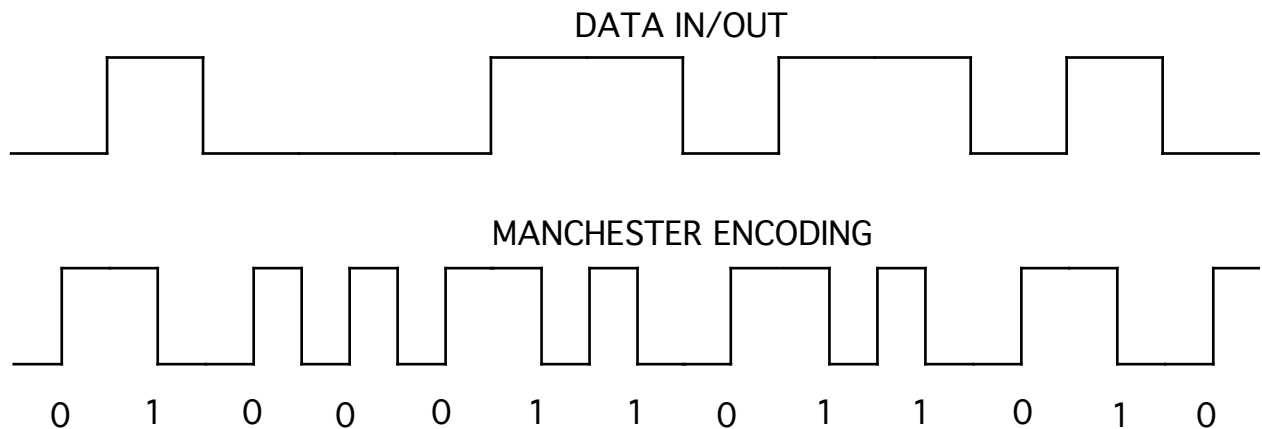 DATA IN/OUT
MANCHESTER ENCODING
0 1 0 0 0 1 1 0 1 1 0 1 0